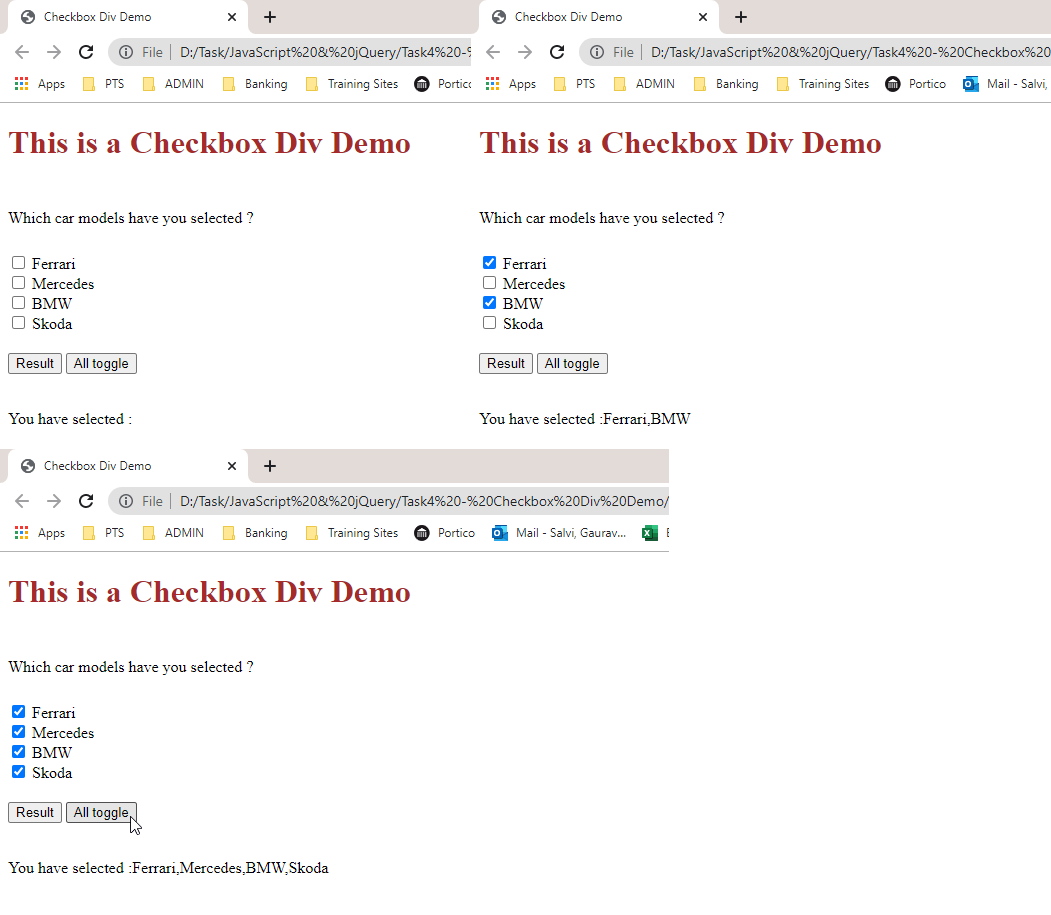 Checkbox Div Demo
File D:/Task/JavaScript%20&%20jQuery/Task4%20-%
Apps PTS ADMIN Banking Training Sites Portico
This is a Checkbox Div Demo
Which car models have you selected ?
Ferrari
Mercedes
BMW
Skoda
Result All toggle
You have selected :
Checkbox Div Demo
File D:/Task/JavaScript%20&%20jQuery/Task4%20-%20Checkbox%20
Apps PTS ADMIN Banking Training Sites Portico Mail - Salvi,
This is a Checkbox Div Demo
Which car models have you selected ?
Ferrari
Mercedes
BMW
Skoda
Result All toggle
You have selected :Ferrari,BMW
Checkbox Div Demo
File D:/Task/JavaScript%20&%20jQuery/Task4%20-%20Checkbox%20Div%20Demo/
Apps PTS ADMIN Banking Training Sites Portico Mail - Salvi, Gaurav...
This is a Checkbox Div Demo
Which car models have you selected ?
Ferrari
Mercedes
BMW
Skoda
Result All toggle
You have selected :Ferrari,Mercedes,BMW,Skoda